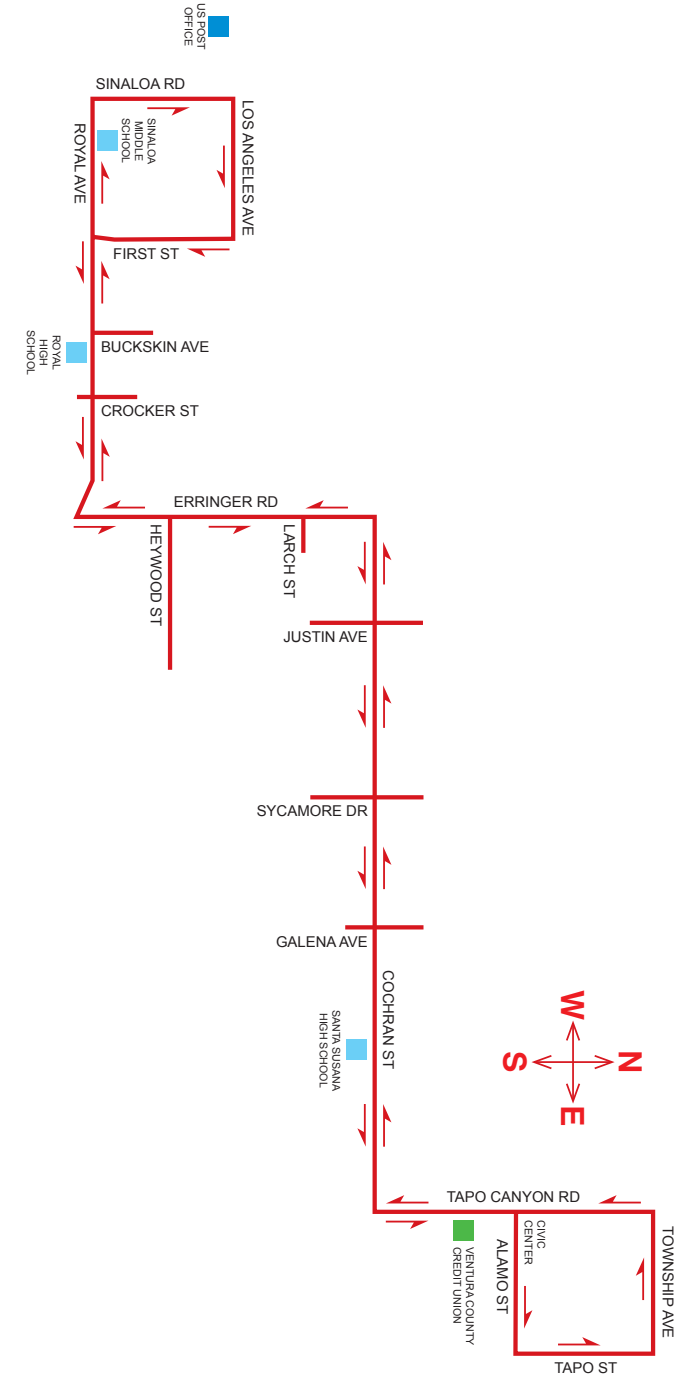 US POST
OFFICE
SINALOA RD
LOS ANGELES AVE
ROYAL AVE
SINALOA
MIDDLE
SCHOOL
FIRST ST
BUCKSKIN AVE
ROYAL
HIGH
SCHOOL
CROCKER ST
ERRINGER RD
HEYWOOD ST
LARCH ST
JUSTIN AVE
SYCAMORE DR
GALENA AVE
COCHRAN ST
SANTA SUSANA
HIGH SCHOOL
W
N
S
E
TAPO CANYON RD
CIVIC
CENTER
ALAMO ST
VENTURA COUNTY
CREDIT UNION
TOWNSHIP AVE
TAPO ST